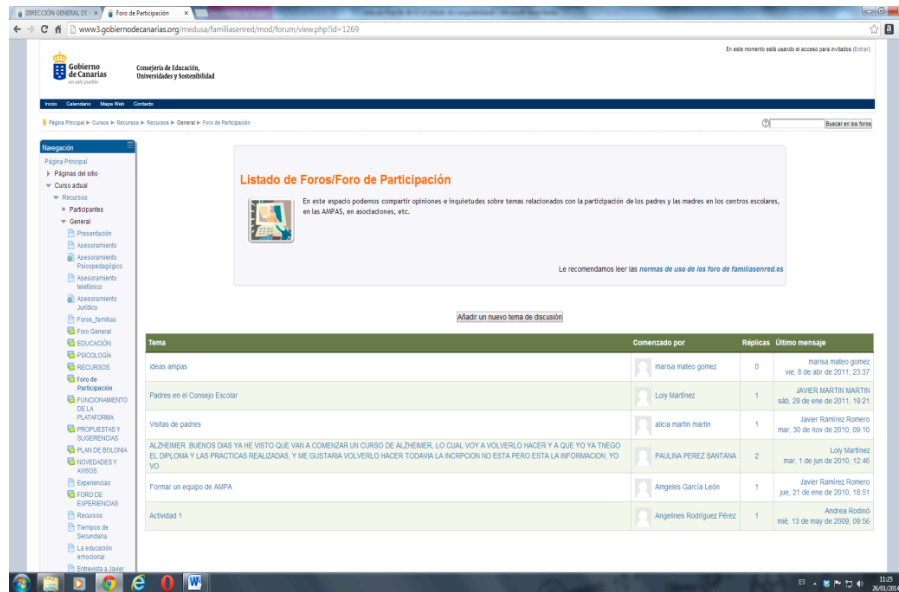 DIRECCIÓN GENERAL DE
Foro de Participación
www3.gobiernodecanarias.org/medusa/familiasenred/mod/forum/view.php?id=1269
En este momento está usando el acceso para invitados (Entrar)
Gobierno de Canarias
Consejería de Educación,
Universidades y Sostenibilidad
Inicio Calendario Mapa Web Contacto
Página Principal ► Cursos ► Recursos ► Recursos ► General ► Foro de Participación
Buscar en los foros
Navegación
Página Principal
Páginas del sitio
Curso actual
Recursos
Participantes
General
Presentación
Asesoramiento
Asesoramiento
Psicopedagógico
Asesoramiento
telefónico
Asesoramiento
Jurídico
Foros_familias
Foro General
EDUCACIÓN
PSICOLOGÍA
RECURSOS
Foro de
Participación
FUNCIONAMIENTO
DE LA
PLATAFORMA
PROPUESTAS Y
SUGERENCIAS
PLAN DE BOLONIA
NOVEDADES Y
AVISOS
Experiencias
FORO DE
EXPERIENCIAS
Recursos
Tiempos de
Secundaria
La educación
emocional
Entrevista a Javier
Listado de Foros/Foro de Participación
En este espacio podemos compartir opiniones e inquietudes sobre temas relacionados con la participación de los padres y las madres en los centros escolares,
en las AMPAS, en asociaciones, etc.
Le recomendamos leer las normas de uso de los foro de familiasenred.es
Añadir un nuevo tema de discusión
Tema Comenzado por Réplicas Último mensaje
ideas ampas marisa mateo gomez 0 marisa mateo gomez
vie, 8 de abr de 2011, 23:37
Padres en el Consejo Escolar Loly Martínez 1 JAVIER MARTIN MARTIN
sáb, 29 de ene de 2011, 19:21
Visitas de padres alicia martin martin 1 Javier Ramírez Romero
mar, 30 de nov de 2010, 09:10
ALZHEIMER. BUENOS DIAS YA HE VISTO QUE VAN A COMENZAR UN CURSO DE ALZHEIMER, LO CUAL VOY A VOLVERLO HACER Y A QUE YO YA TNEGO
EL DIPLOMA Y LAS PRACTICAS REALIZADAS, Y ME GUSTARIA VOLVERLO HACER TODAVIA LA INCRPCION NO ESTA PERO ESTA LA INFORMACION, YO
VO
PAULINA PEREZ SANTANA 2 Loly Martínez
mar, 1 de jun de 2010, 12:46
Formar un equipo de AMPA Angeles García León 1 Javier Ramírez Romero
jue, 21 de ene de 2010, 18:51
Actividad 1 Angelines Rodríguez Pérez 1 Andrea Rodinó
mié, 13 de may de 2009, 09:56
ES
11:25
26/01/2014